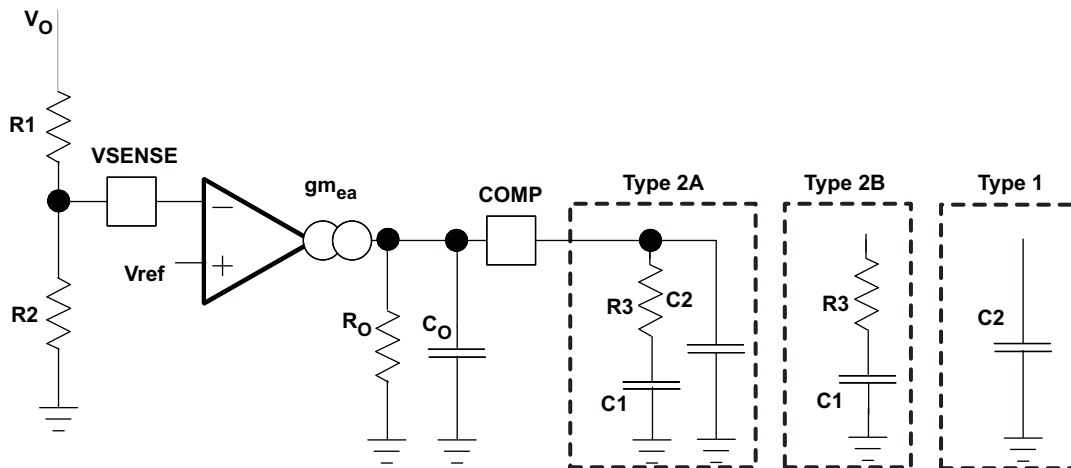 VO
R1
VSENSE
gmea
COMP
Type 2A
Type 2B
Type 1
−
+
Vref
R2
RO
CO
R3
C2
C1
R3
C1
C2